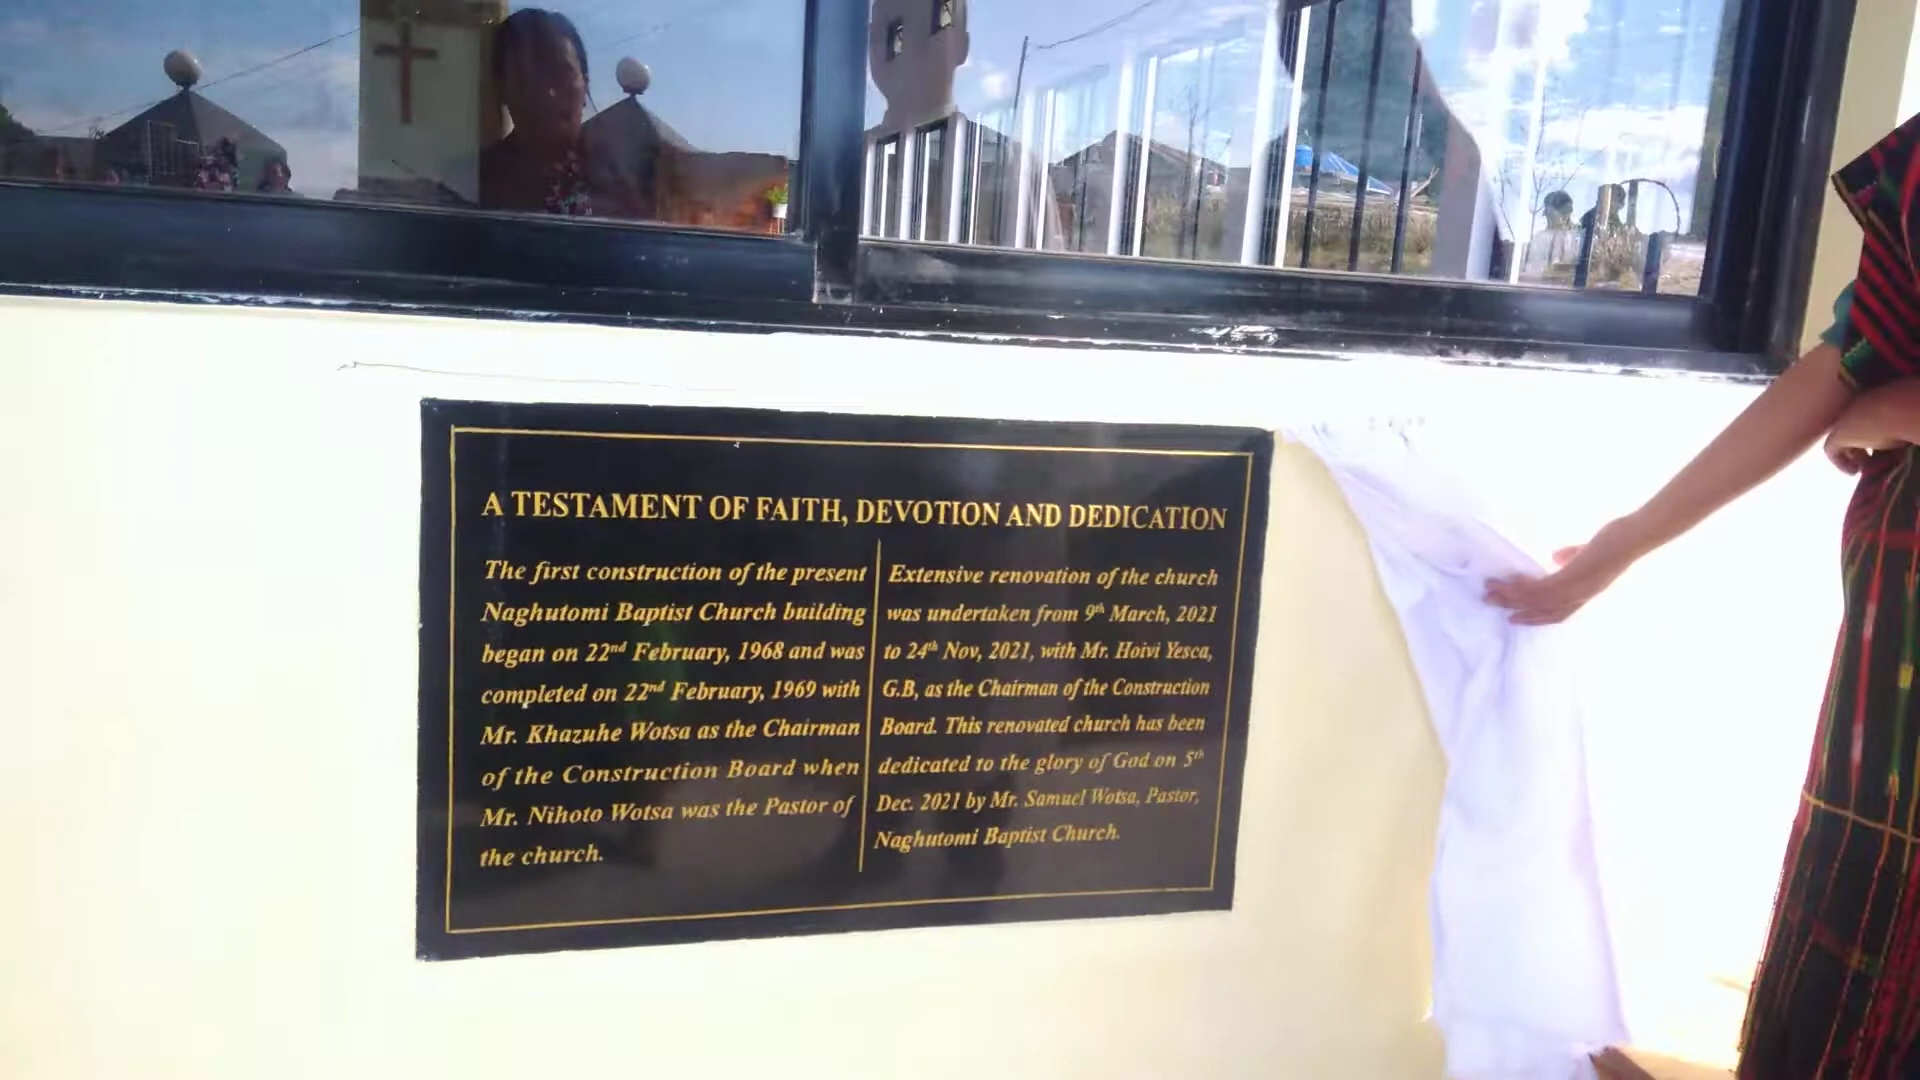 A TESTAMENT OF FAITH, DEVOTION AND DEDICATION
The first construction of the present
Naghutomi Baptist Church building
began on 22nd February, 1968 and was
completed on 22nd February, 1969 with
Mr. Khazuhe Wotsa as the Chairman
of the Construction Board when
Mr. Nihoto Wotsa was the Pastor of
the church.
Extensive renovation of the church
was undertaken from 9th March, 2021
to 24th Nov, 2021, with Mr. Hoivi Yesca,
G.B, as the Chairman of the Construction
Board. This renovated church has been
dedicated to the glory of God on 5th
Dec. 2021 by Mr. Samuel Wotsa, Pastor,
Naghutomi Baptist Church.